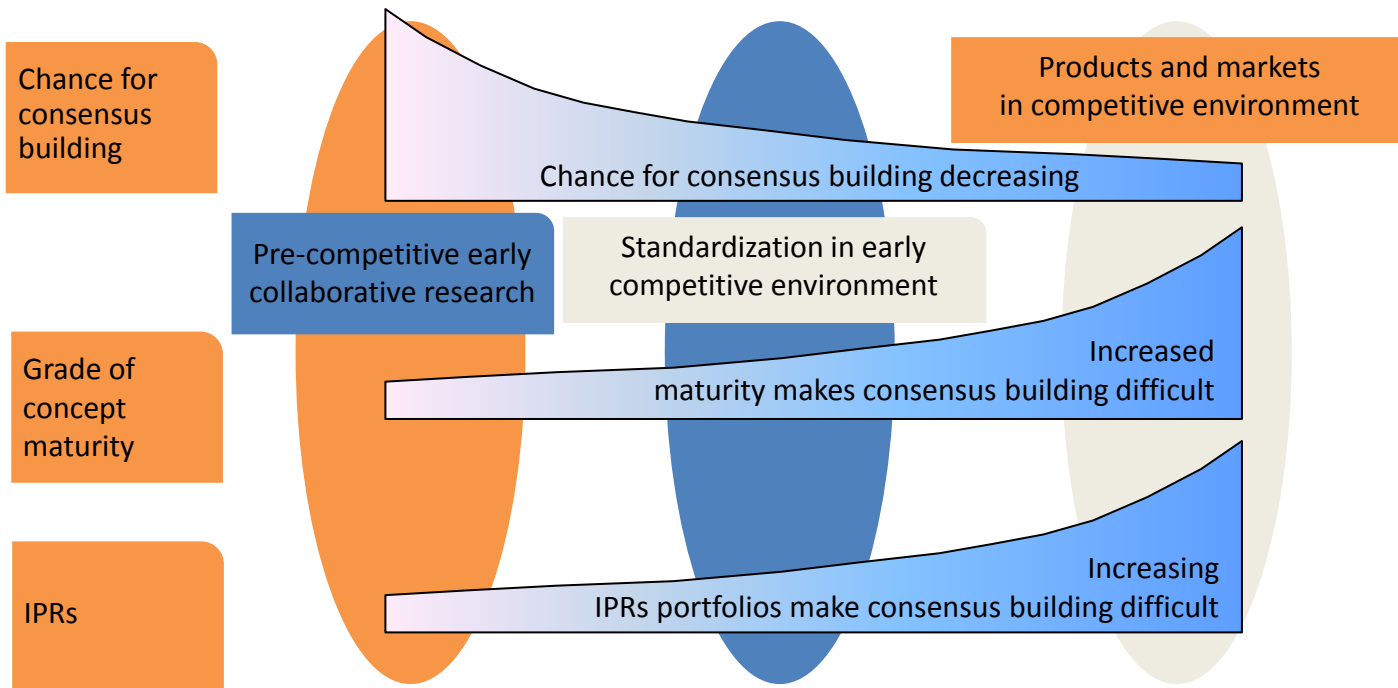 Chance for
consensus
building
Products and markets
in competitive environment
Chance for consensus building decreasing
Pre-competitive early
collaborative research
Standardization in early
competitive environment
Grade of
concept
maturity
Increased
maturity makes consensus building difficult
IPRs
Increasing
IPRs portfolios make consensus building difficult